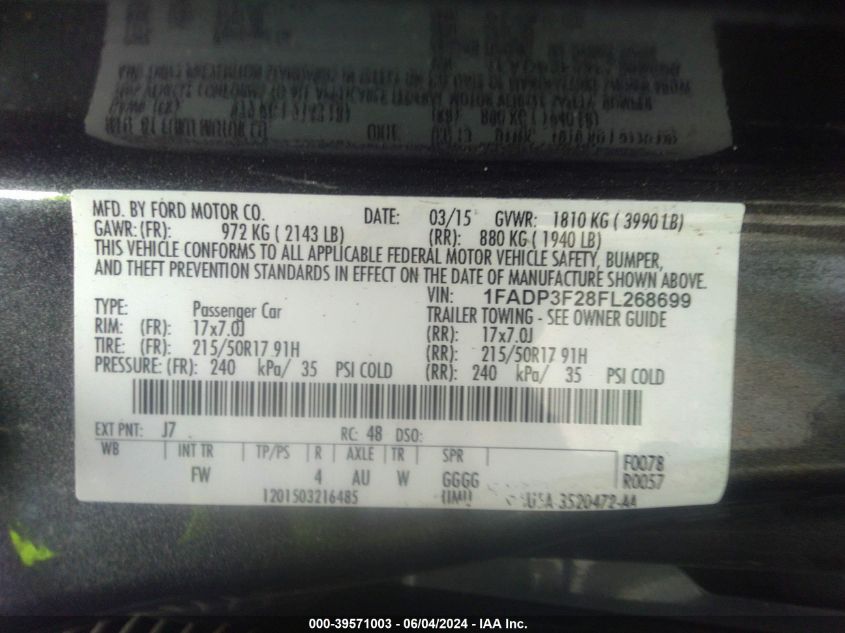 MFD. BY FORD MOTOR CO. DATE: 03/15 GVWR: 1810 KG ( 3990 LB)
GAWR: (FR): 972 KG ( 2143 LB) (RR): 880 KG ( 1940 LB)
THIS VEHICLE CONFORMS TO ALL APPLICABLE FEDERAL MOTOR VEHICLE SAFETY, BUMPER,
AND THEFT PREVENTION STANDARDS IN EFFECT ON THE DATE OF MANUFACTURE SHOWN ABOVE.
VIN: 1FADP3F28FL268699
TYPE: Passenger Car TRAILER TOWING - SEE OWNER GUIDE
RIM: (FR): 17x7.0J (RR): 17x7.0J
TIRE: (FR): 215/50R17 91H (RR): 215/50R17 91H
PRESSURE: (FR): 240 kPa/ 35 PSI COLD (RR): 240 kPa/ 35 PSI COLD
EXT PNT: J7 RC: 48 DSO:
WB INT TR TP/PS R AXLE TR SPR F0078
FW 4 AU W GGGG R0057
1201503216485 3520472-AA
000-39571003 - 06/04/2024 - IAA Inc.